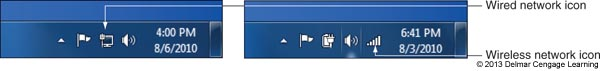 Wired network icon
4:00 PM
8/6/2010
6:41 PM
8/3/2010
Wireless network icon
© 2013 Delmar Cengage Learning